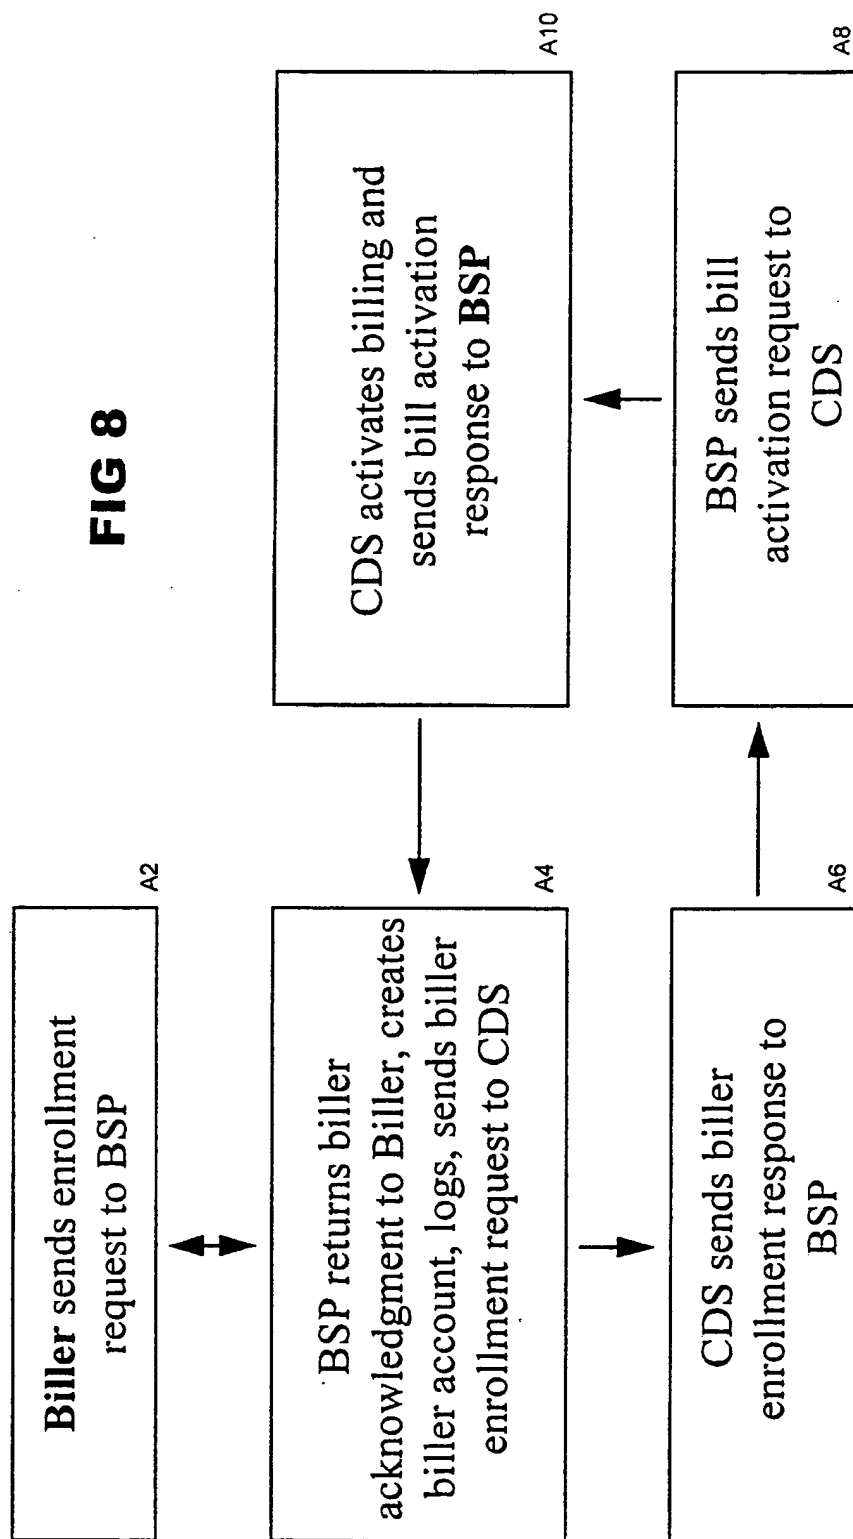 FIG 8
Biller sends enrollment
request to BSP
A2
BSP returns biller
acknowledgment to Biller, creates
biller account, logs, sends biller
enrollment request to CDS
A4
CDS sends biller
enrollment response to
BSP
A6
BSP sends bill
activation request to
CDS
A8
CDS activates billing and
sends bill activation
response to BSP
A10